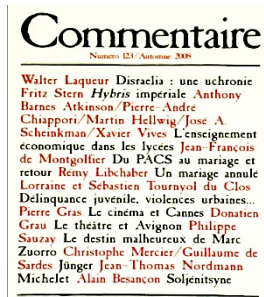 Commentaire
Numéro 123/Automne 2008
Walter Laqueur Disraelia : une uchronie
Fritz Stern Hybris impériale Anthony
Barnes Atkinson/Pierre-André
Chiappori/Martin Hellwig/José A.
Scheinkman/Xavier Vives L'enseignement
économique dans les lycées Jean-François
de Montgolfier Du PACS au mariage et
retour Rémy Libchaber Un mariage annulé
Lorraine et Sébastien Tournyol du Clos
Délinquance juvénile, violences urbaines...
Pierre Gras Le cinéma et Cannes Donatien
Grau Le théâtre et Avignon Philippe
Sauzay Le destin malheureux de Marc
Zuorro Christophe Mercier/Guillaume de
Sardes Jünger Jean-Thomas Nordmann
Michelet Alain Besançon Soljénitsyne